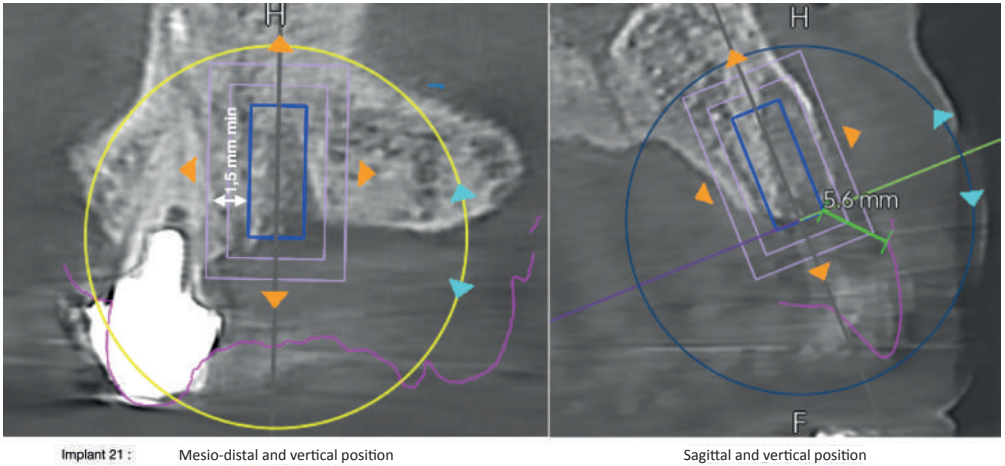 H
H
1,5 mm min
5.6 mm
F
Implant 21 : Mesio-distal and vertical position
Sagittal and vertical position